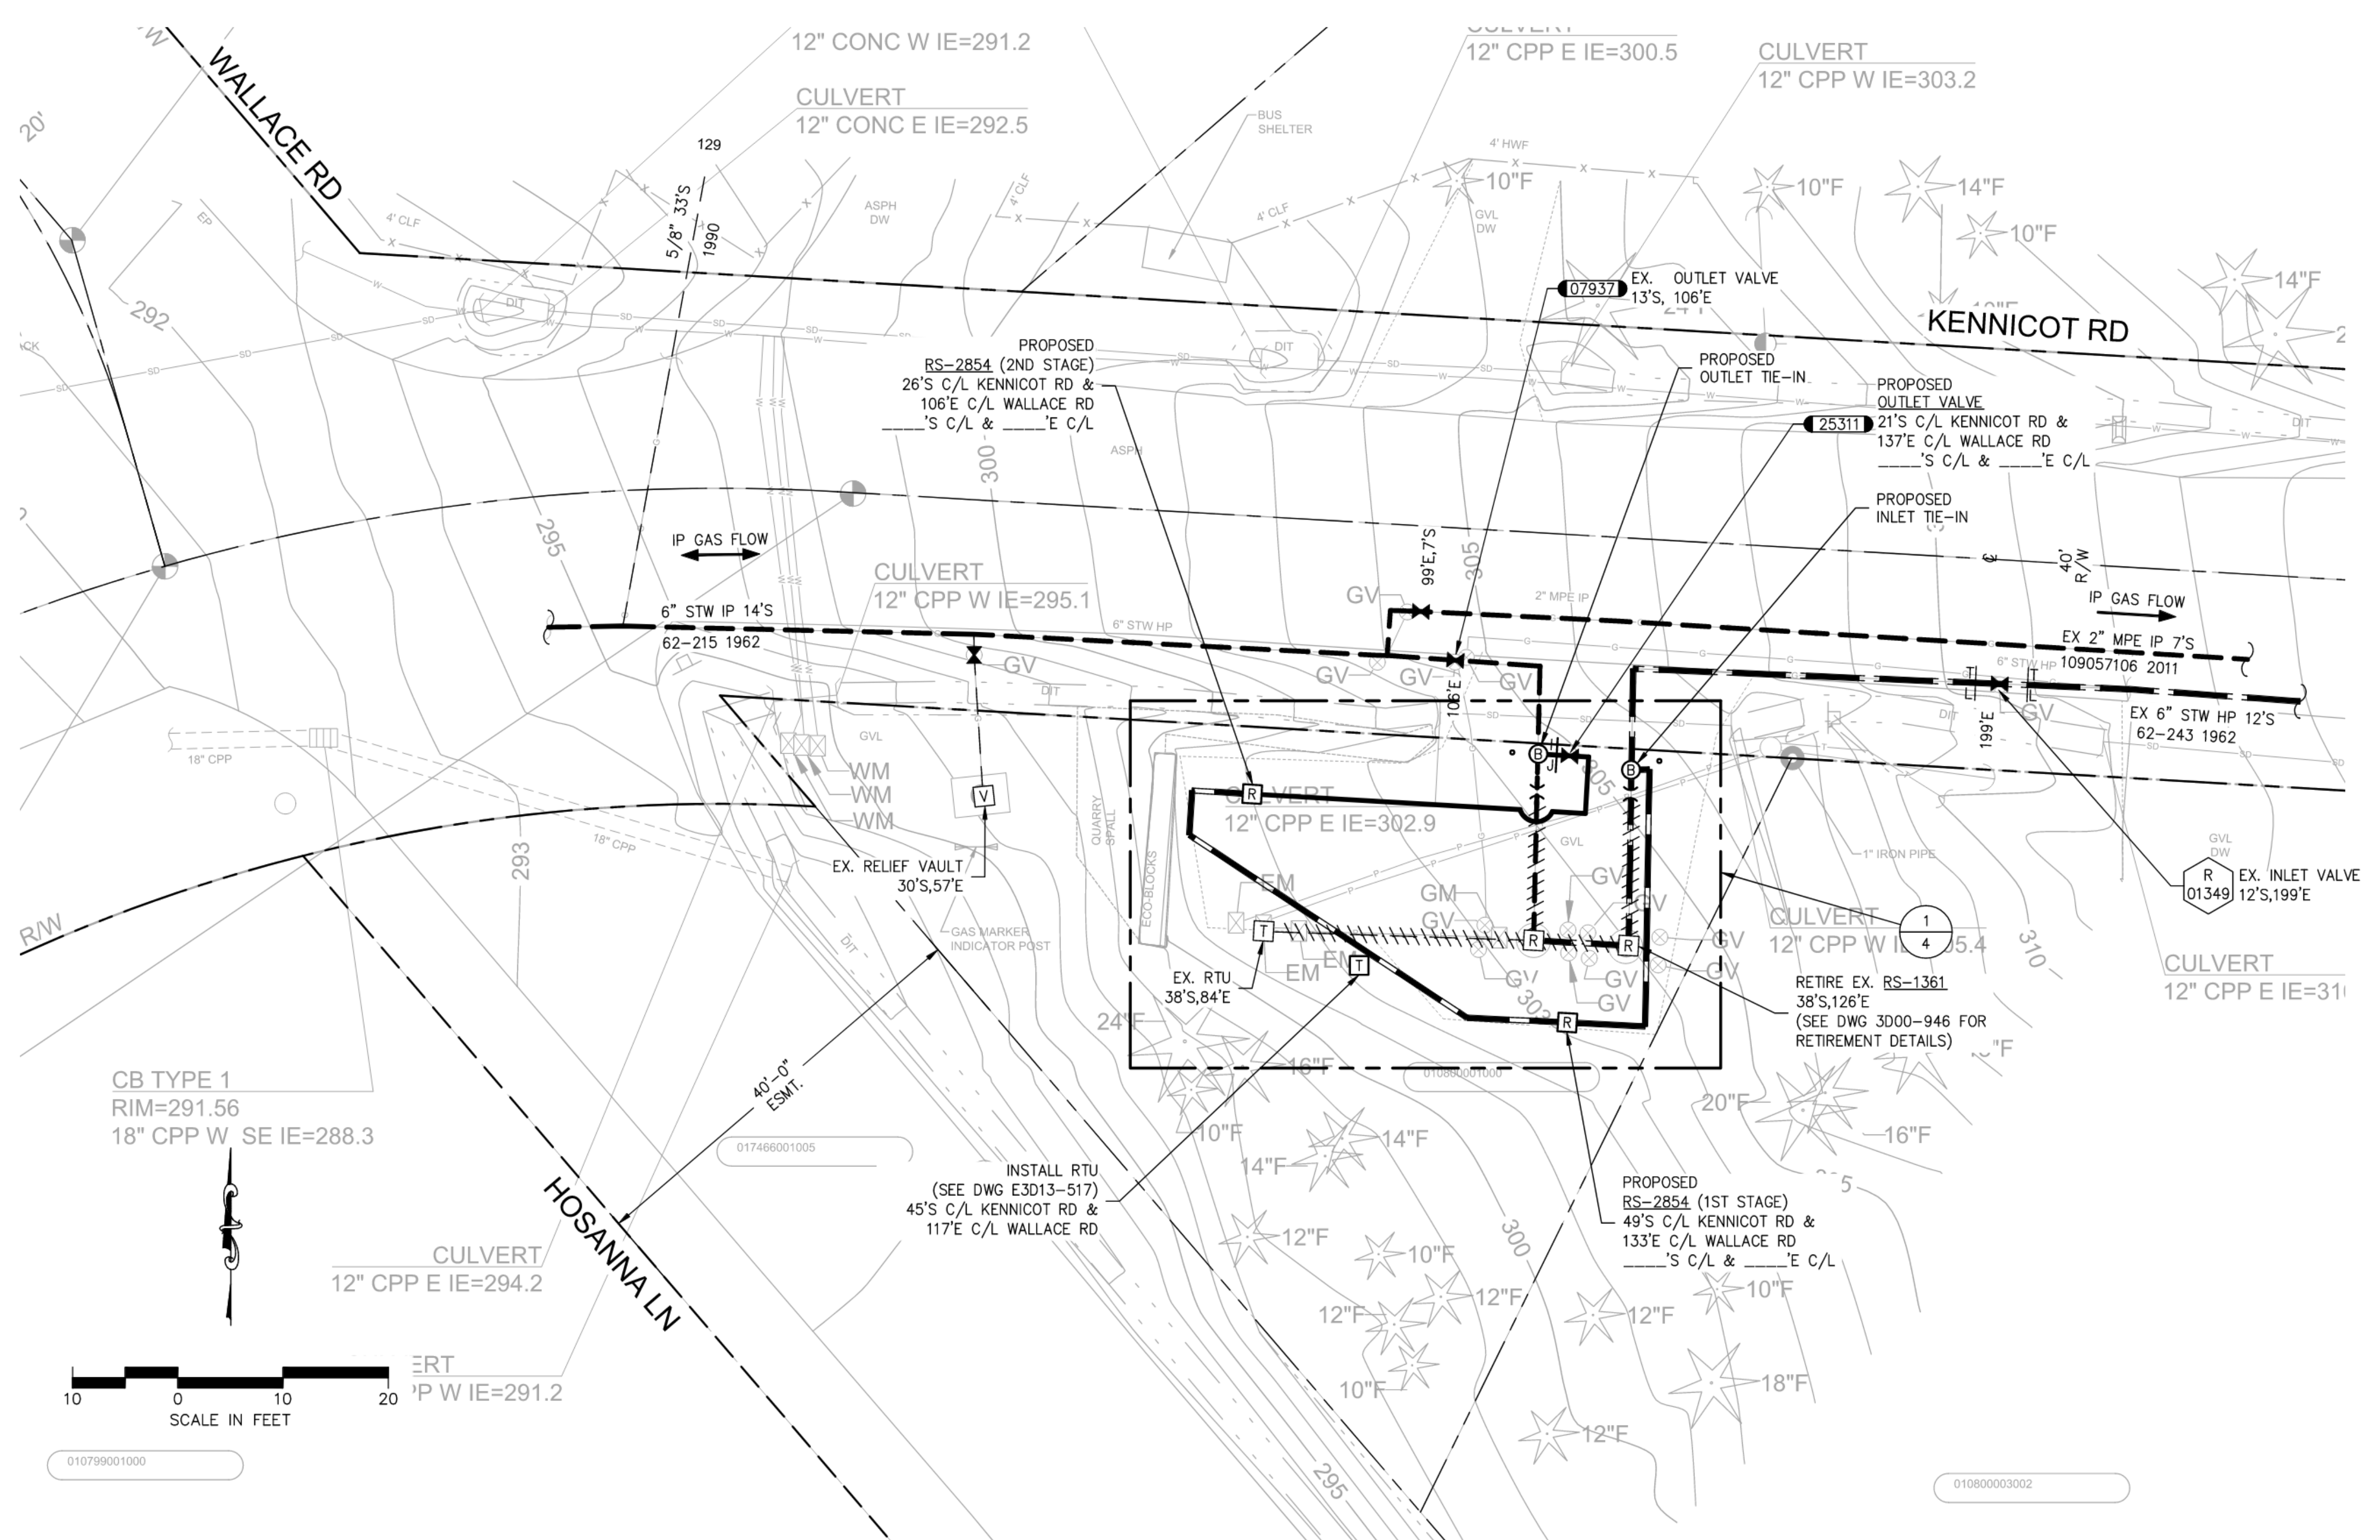 WALLACE RD
20'
12" CONC W IE=291.2
CULVERT
12" CONC E IE=292.5
12" CPP E IE=300.5
CULVERT
12" CPP W IE=303.2
BUS
SHELTER
129
5/8" 33'S
1990
EP
4' CLF
ASPH
DW
4' CLF
4' CLF
4' HWF
GVL
DW
10"F
10"F
14"F
10"F
14"F
292
DIT
DIT
DIT
KENNICOT RD
07937
EX. OUTLET VALVE
13'S, 106'E
PROPOSED
RS-2854 (2ND STAGE)
26'S C/L KENNICOT RD &
106'E C/L WALLACE RD
____'S C/L & ____'E C/L
PROPOSED
OUTLET TIE-IN
25311
PROPOSED
OUTLET VALVE
21'S C/L KENNICOT RD &
137'E C/L WALLACE RD
____'S C/L & ____'E C/L
PROPOSED
INLET TIE-IN
300
ASPH
295
305
IP GAS FLOW
CULVERT
12" CPP W IE=295.1
6" STW IP 14'S
62-215 1962
6" STW HP
GV
99'E,7'S
2" MPE IP
40'
R/W
IP GAS FLOW
EX 2" MPE IP 7'S
109057106 2011
6" STW HP
EX 6" STW HP 12'S
62-243 1962
GV
GV
GV
GV
GV
106'E
199'E
DIT
DIT
18" CPP
GVL
WM
WM
WM
V
QUARRY
SPALL
ECO-BLOCKS
B
J
B
R
CULVERT
12" CPP E IE=302.9
305
GVL
1" IRON PIPE
GVL
DW
R
01349
EX. INLET VALVE
12'S,199'E
293
18" CPP
EX. RELIEF VAULT
30'S,57'E
GAS MARKER
INDICATOR POST
DIT
R/W
EM
GM
GV
GV
GV
T
R
R
EM
EM
T
GV
GV
GV
GV
GV
EX. RTU
38'S,84'E
CULVERT
1
4
310
CULVERT
RETIRE EX. RS-1361
38'S,126'E
(SEE DWG 3D00-946 FOR
RETIREMENT DETAILS)
R
24"F
16"F
010800001000
20"F
16"F
40'-0"
ESMT.
CB TYPE 1
RIM=291.56
18" CPP W SE IE=288.3
017466001005
10"F
14"F
14"F
INSTALL RTU
(SEE DWG E3D13-517)
45'S C/L KENNICOT RD &
117'E C/L WALLACE RD
PROPOSED
RS-2854 (1ST STAGE)
49'S C/L KENNICOT RD &
133'E C/L WALLACE RD
____'S C/L & ____'E C/L
HOSANNA LN
CULVERT
12" CPP E IE=294.2
12"F
10"F
12"F
12"F
12"F
10"F
18"F
10"F
12"F
300
295
10 0 10 20
SCALE IN FEET
W IE=291.2
010799001000
010800003002